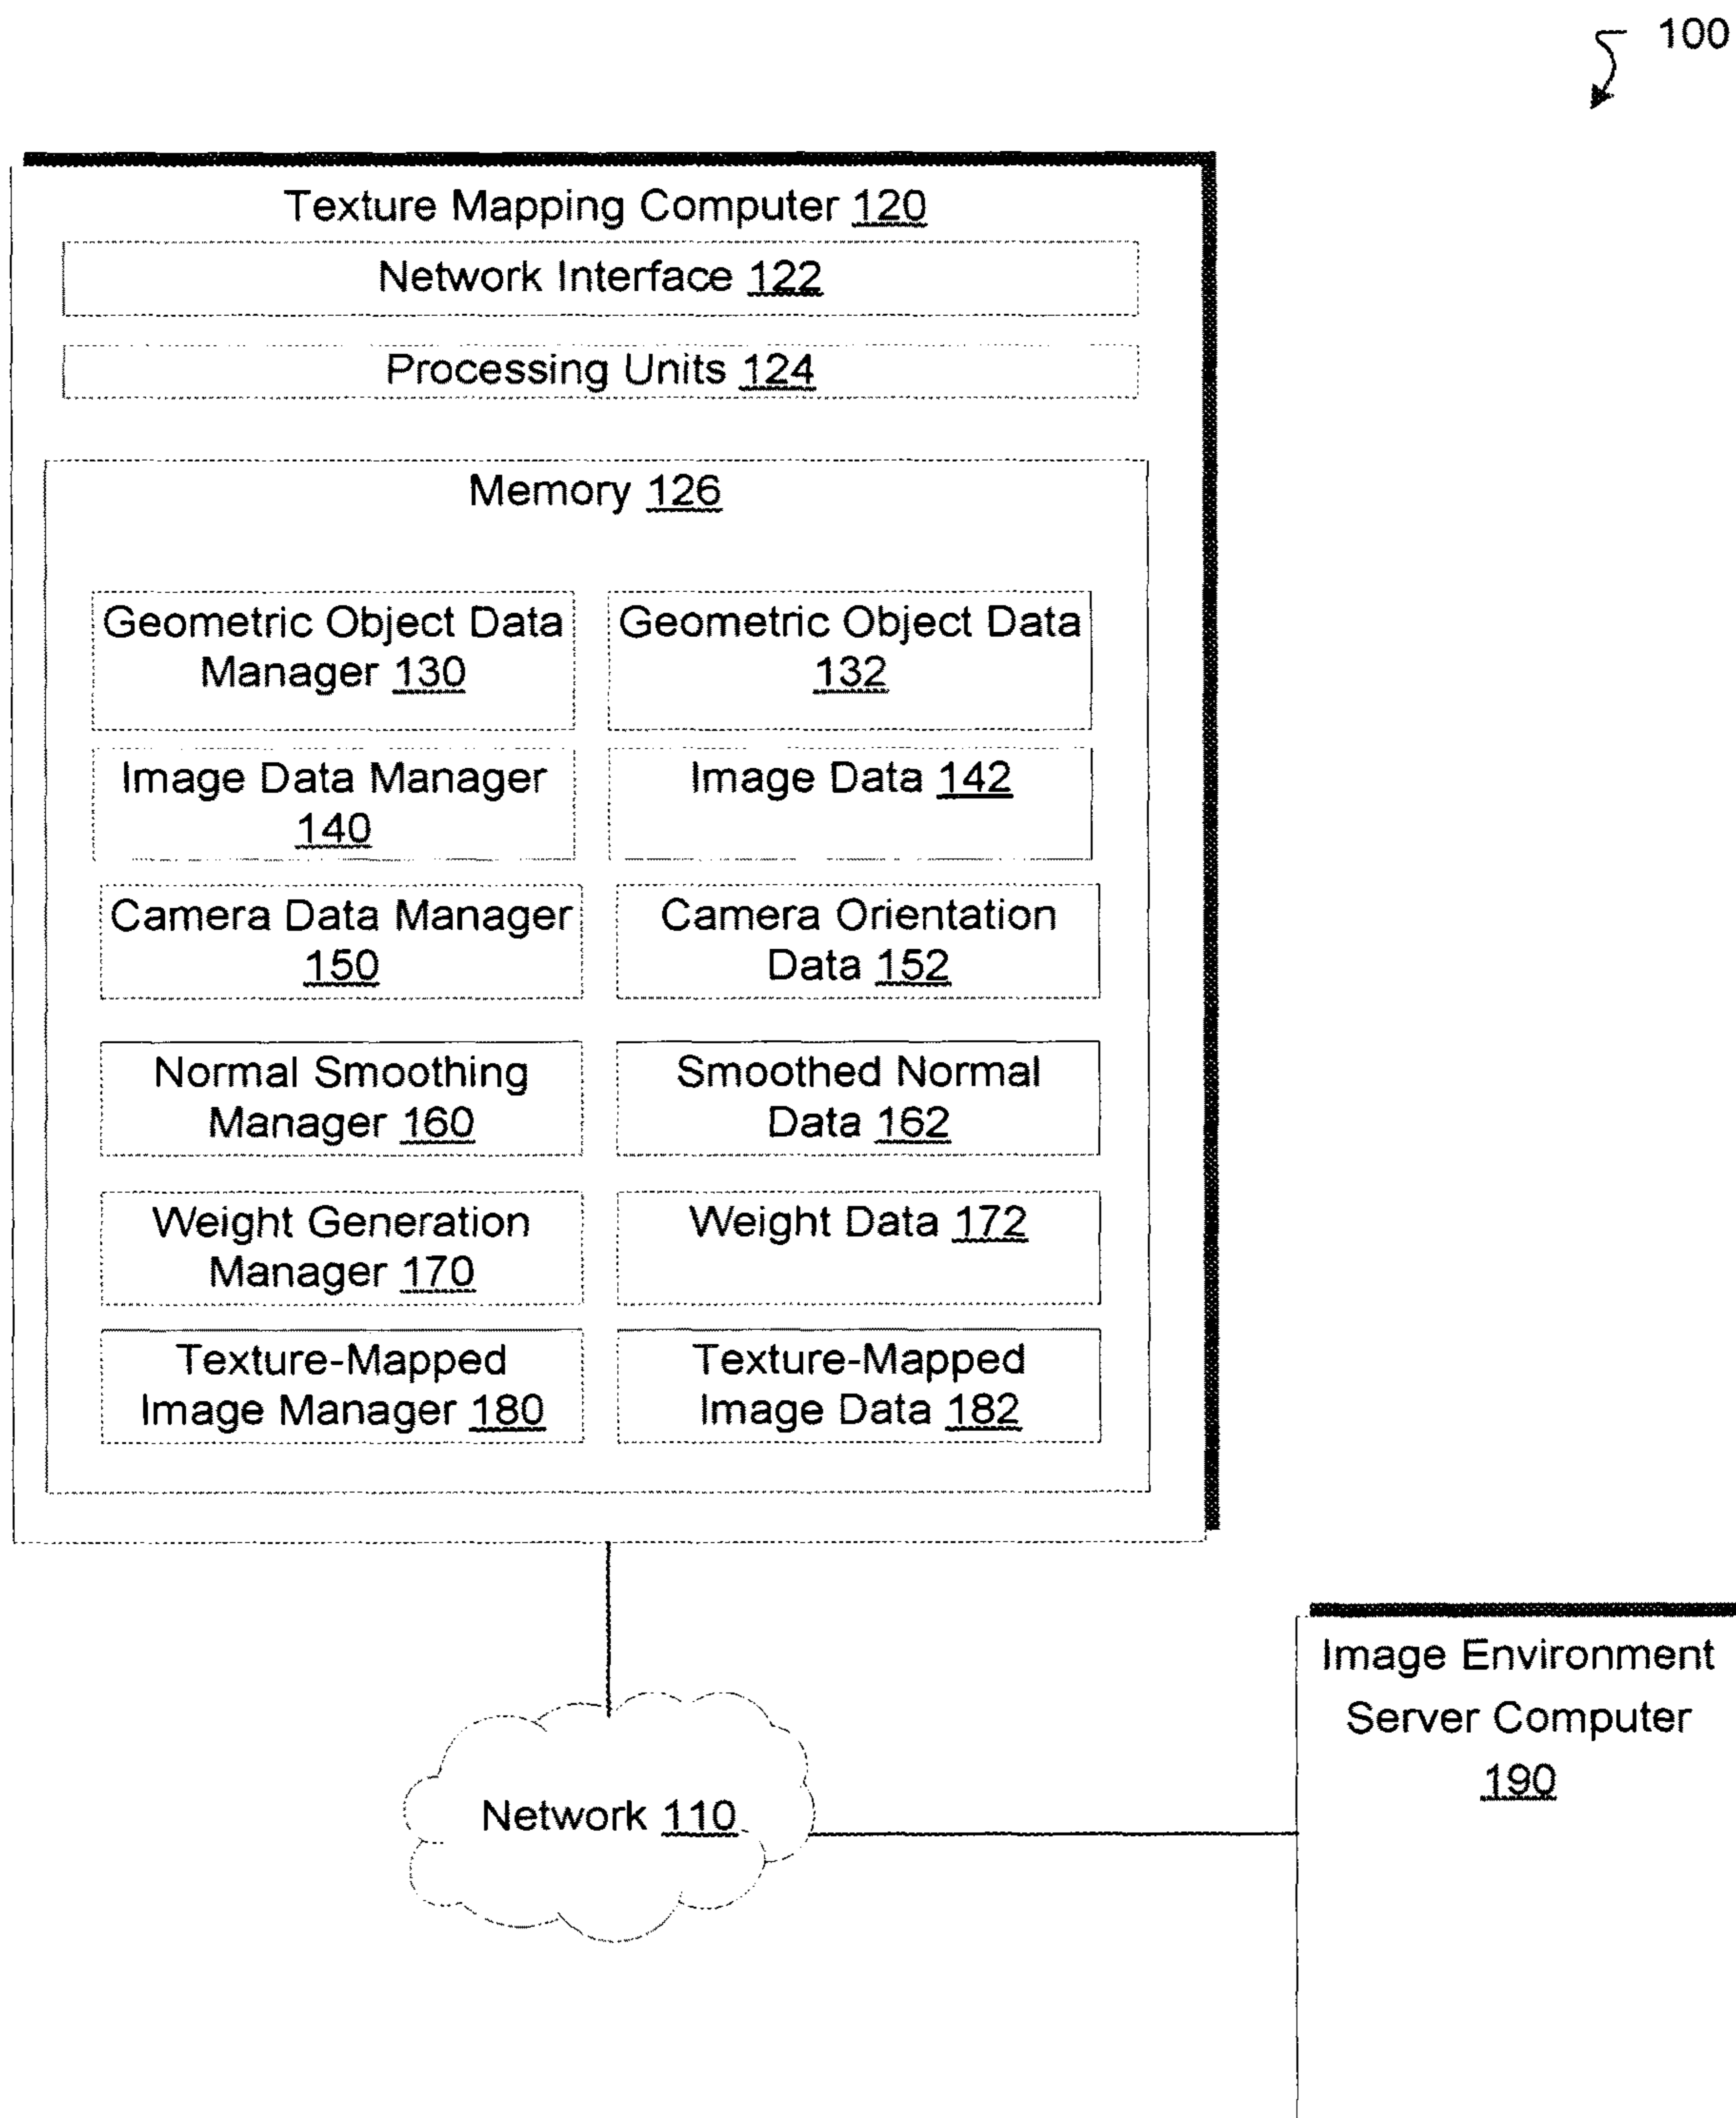 100
Texture Mapping Computer 120
Network Interface 122
Processing Units 124
Memory 126
Geometric Object Data
Manager 130
Geometric Object Data
132
Image Data Manager
140
Image Data 142
Camera Data Manager
150
Camera Orientation
Data 152
Normal Smoothing
Manager 160
Smoothed Normal
Data 162
Weight Generation
Manager 170
Weight Data 172
Texture-Mapped
Image Manager 180
Texture-Mapped
Image Data 182
Network 110
Image Environment
Server Computer
190